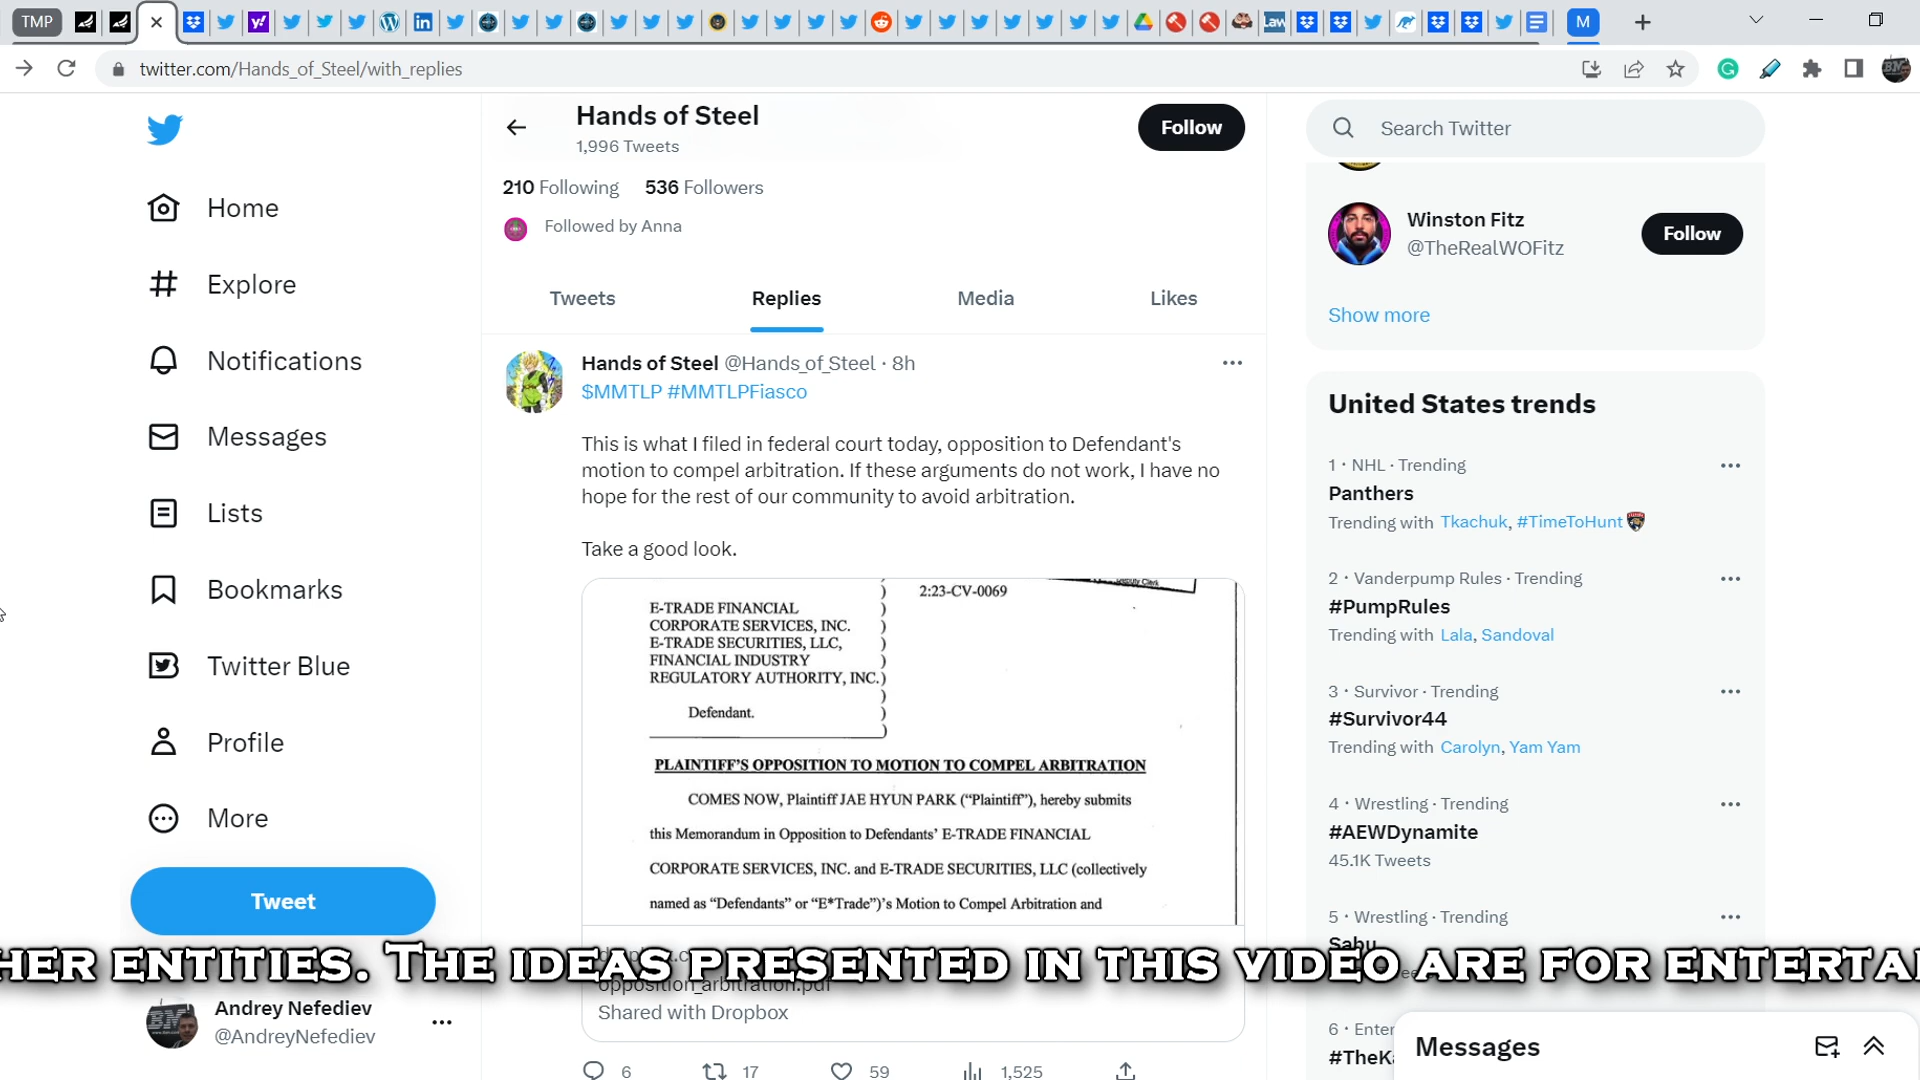 TMP
M
twitter.com/Hands_of_Steel/with_replies
Hands of Steel
1,996 Tweets
Follow
Search Twitter
210 Following 536 Followers
Followed by Anna
Home
Explore
Notifications
Messages
Lists
Bookmarks
Twitter Blue
Profile
More
Tweet
Andrey Nefediev
@AndreyNefediev
Tweets
Replies
Media
Likes
Hands of Steel @Hands_of_Steel · 8h
$MMTLP #MMTLPFiasco
This is what I filed in federal court today, opposition to Defendant's
motion to compel arbitration. If these arguments do not work, I have no
hope for the rest of our community to avoid arbitration.
Take a good look.
Deputy Clerk
2:23-CV-0069
E-TRADE FINANCIAL
CORPORATE SERVICES, INC.
E-TRADE SECURITIES, LLC,
FINANCIAL INDUSTRY
REGULATORY AUTHORITY, INC.
Defendant.
PLAINTIFF'S OPPOSITION TO MOTION TO COMPEL ARBITRATION
COMES NOW, Plaintiff JAE HYUN PARK ("Plaintiff"), hereby submits
this Memorandum in Opposition to Defendants' E-TRADE FINANCIAL
CORPORATE SERVICES, INC. and E-TRADE SECURITIES, LLC (collectively
named as "Defendants" or "E*Trade")'s Motion to Compel Arbitration and
HER ENTITIES. THE IDEAS PRESENTED IN THIS VIDEO ARE FOR ENTERTA
opposition_arbitration.pdf
Shared with Dropbox
6 17 59 1,525
Winston Fitz
@TheRealWOFitz
Follow
Show more
United States trends
1 · NHL · Trending
Panthers
Trending with Tkachuk, #TimeToHunt
2 · Vanderpump Rules · Trending
#PumpRules
Trending with Lala, Sandoval
3 · Survivor · Trending
#Survivor44
Trending with Carolyn, Yam Yam
4 · Wrestling · Trending
#AEWDynamite
45.1K Tweets
5 · Wrestling · Trending
Sabu
6 · Enter
#TheKa
Messages